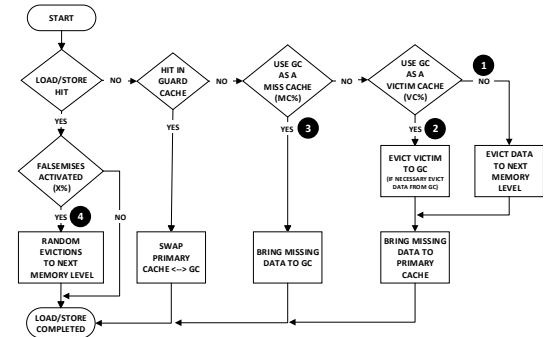 START
LOAD/STORE
HIT
NO
HIT IN
GUARD
CACHE
NO
USE GC
AS A
MISS CACHE
(MC%)
NO
USE GC
AS A
VICTIM CACHE
(VC%)
1
NO
YES
YES
YES
3
YES
2
FALSEMISES
ACTIVATED
(X%)
EVICT VICTIM
TO GC
(IF NECESSARY EVICT
DATA FROM GC)
EVICT DATA
TO NEXT
MEMORY
LEVEL
YES
4
NO
RANDOM
EVICTIONS
TO NEXT
MEMORY LEVEL
SWAP
PRIMARY
CACHE <--> GC
BRING MISSING
DATA TO GC
BRING MISSING
DATA TO
PRIMARY
CACHE
LOAD/STORE
COMPLETED